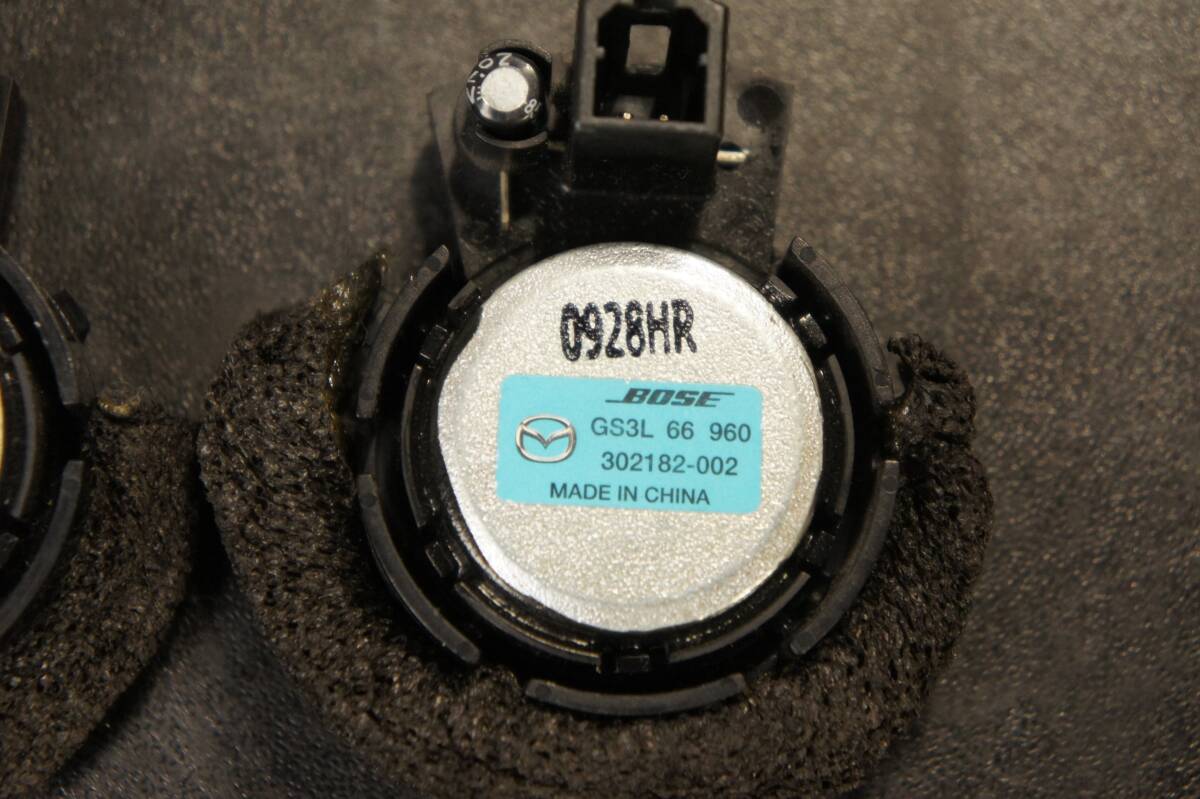 0928HR
BOSE
GS3L 66 960
302182-002
MADE IN CHINA